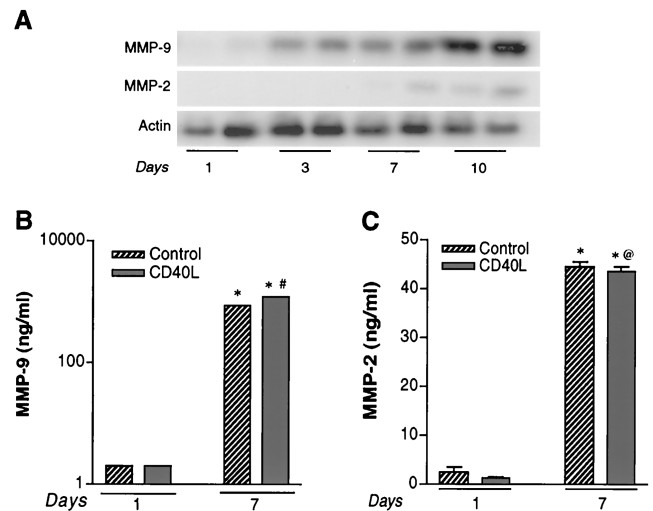 A
MMP-9
MMP-2
Actin
Days 1 3 7 10
B
10000
100
1
MMP-9 (ng/ml)
Control
CD40L
*
* #
Days 1 7
C
50
40
30
20
10
0
MMP-2 (ng/ml)
Control
CD40L
*
* @
Days 1 7